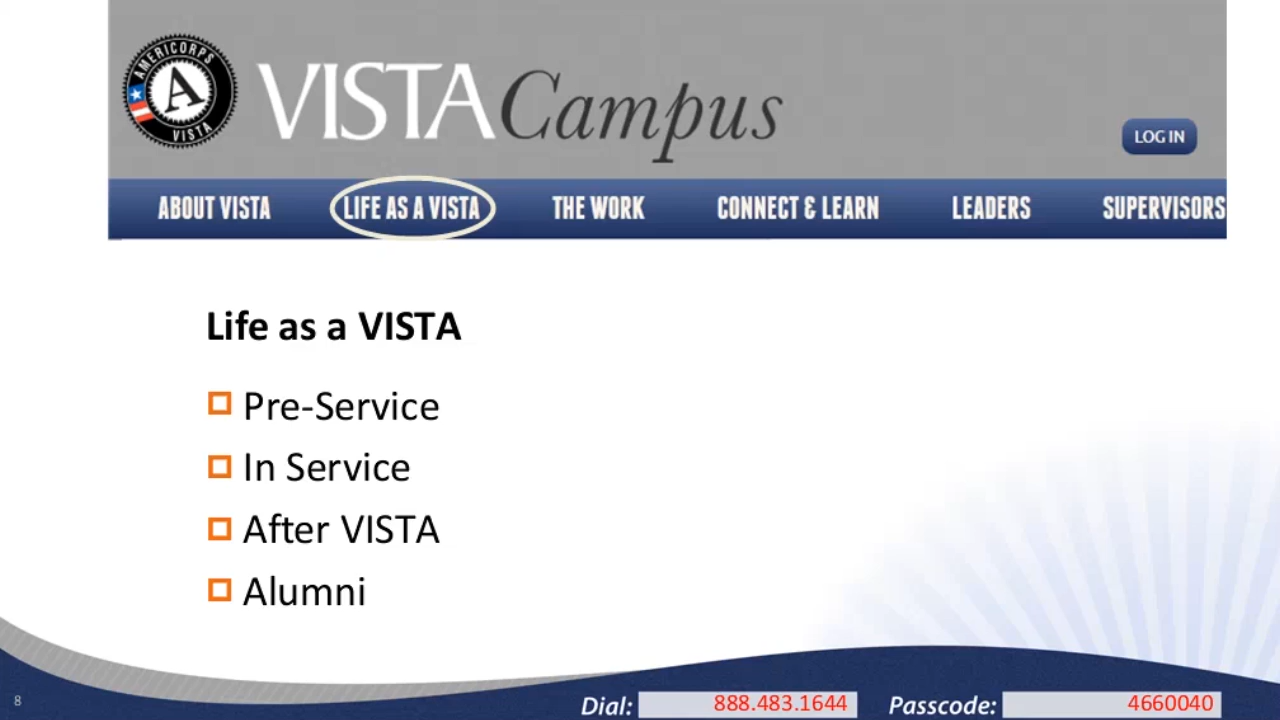 AMERICORPS
A
VISTA
VISTA Campus
LOG IN
ABOUT VISTA LIFE AS A VISTA THE WORK CONNECT & LEARN LEADERS SUPERVISORS
Life as a VISTA
Pre-Service
In Service
After VISTA
Alumni
8 Dial: 888.483.1644 Passcode: 4660040